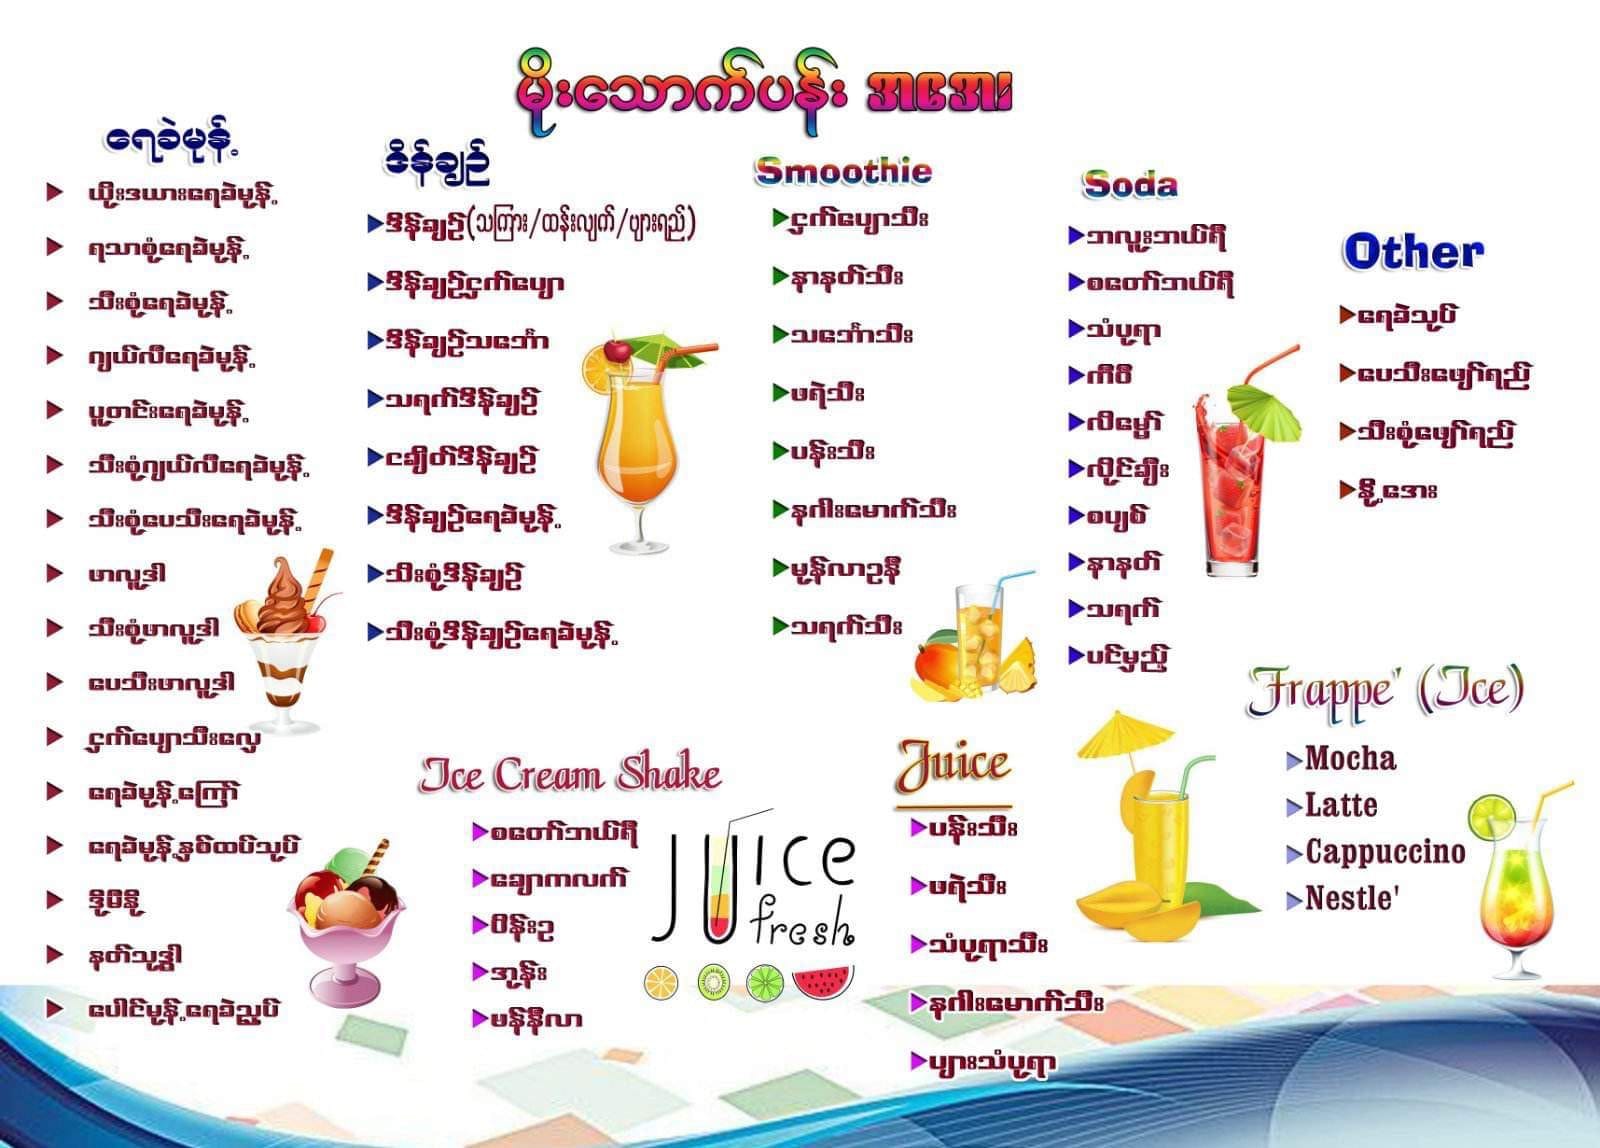 မိုးသောက်ပန်း အအေး
ရေခဲမုန့်
ယိုးဒယားရေခဲမုန့်
ရသာစုံရေခဲမုန့်
သီးစုံရေခဲမုန့်
ဂျယ်လီရေခဲမုန့်
ပူတင်းရေခဲမုန့်
သီးစုံဂျယ်လီရေခဲမုန့်
သီးစုံပေသီးရေခဲမုန့်
ဖာလူဒါ
သီးစုံဖာလူဒါ
ပေသီးဖာလူဒါ
ငှက်ပျောသီးလှေ
ရေခဲမုန့်ကြော်
ရေခဲမုန့်နှစ်ထပ်သုပ်
ဒိုမီနို
နတ်သုဒ္ဓါ
ပေါင်မုန့်ရေခဲညှပ်
ဒိန်ချဉ်
ဒိန်ချဉ်(သကြား/ထန်းလျက်/ပျားရည်)
ဒိန်ချဉ်ငှက်ပျော
ဒိန်ချဉ်သင်္ဘော
သရက်ဒိန်ချဉ်
ငချိတ်ဒိန်ချဉ်
ဒိန်ချဉ်ရေခဲမုန့်
သီးစုံဒိန်ချဉ်
သီးစုံဒိန်ချဉ်ရေခဲမုန့်
Smoothie
ငှက်ပျောသီး
နာနတ်သီး
သင်္ဘောသီး
ဖရဲသီး
ပန်းသီး
နဂါးမောက်သီး
မုန်လာဥနီ
သရက်သီး
Soda
ဘလူးဘယ်ရီ
စတော်ဘယ်ရီ
သံပုရာ
ကီဝီ
လိမ္မော်
လိုင်ချီး
စပျစ်
နာနတ်
သရက်
ပင်မှည့်
Other
ရေခဲသုပ်
ပေသီးဖျော်ရည်
သီးစုံဖျော်ရည်
နို့အေး
Ice Cream Shake
စတော်ဘယ်ရီ
ချောကလက်
ပိန်းဥ
အုန်း
ဗန်နီလာ
JUICE
fresh
Juice
ပန်းသီး
ဖရဲသီး
သံပုရာသီး
နဂါးမောက်သီး
ပျားသံပုရာ
Frappe' (Ice)
Mocha
Latte
Cappuccino
Nestle'